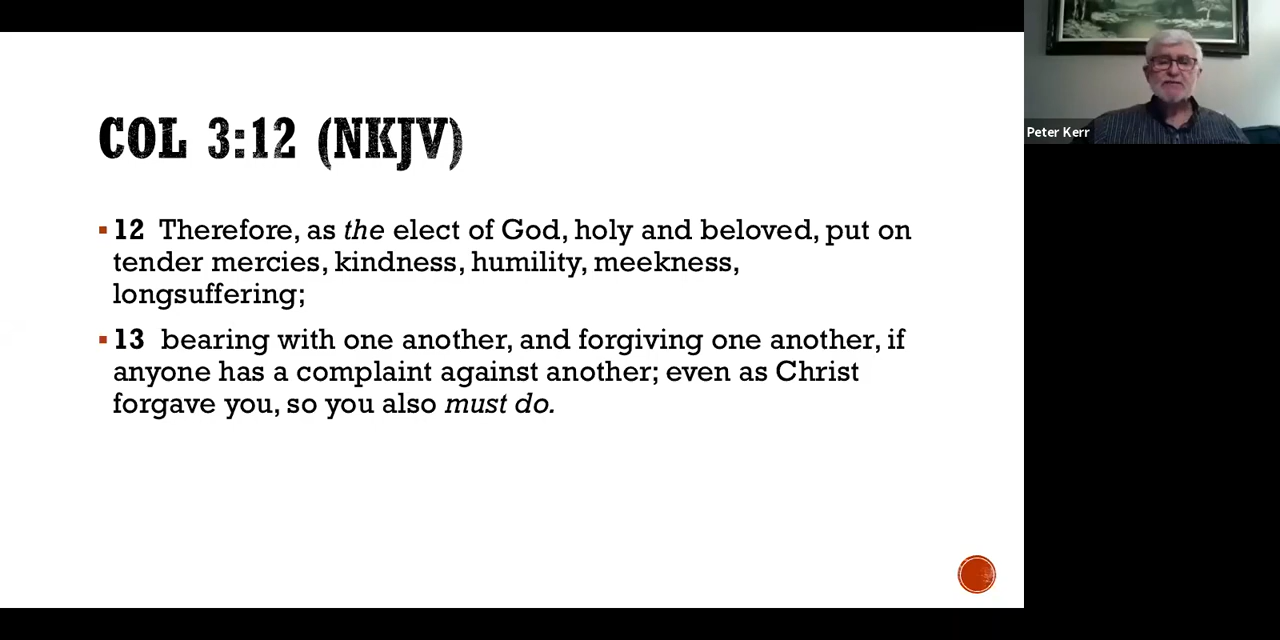 COL 3:12 (NKJV)
12 Therefore, as the elect of God, holy and beloved, put on
tender mercies, kindness, humility, meekness,
longsuffering;
13 bearing with one another, and forgiving one another, if
anyone has a complaint against another; even as Christ
forgave you, so you also must do.
Peter Kerr